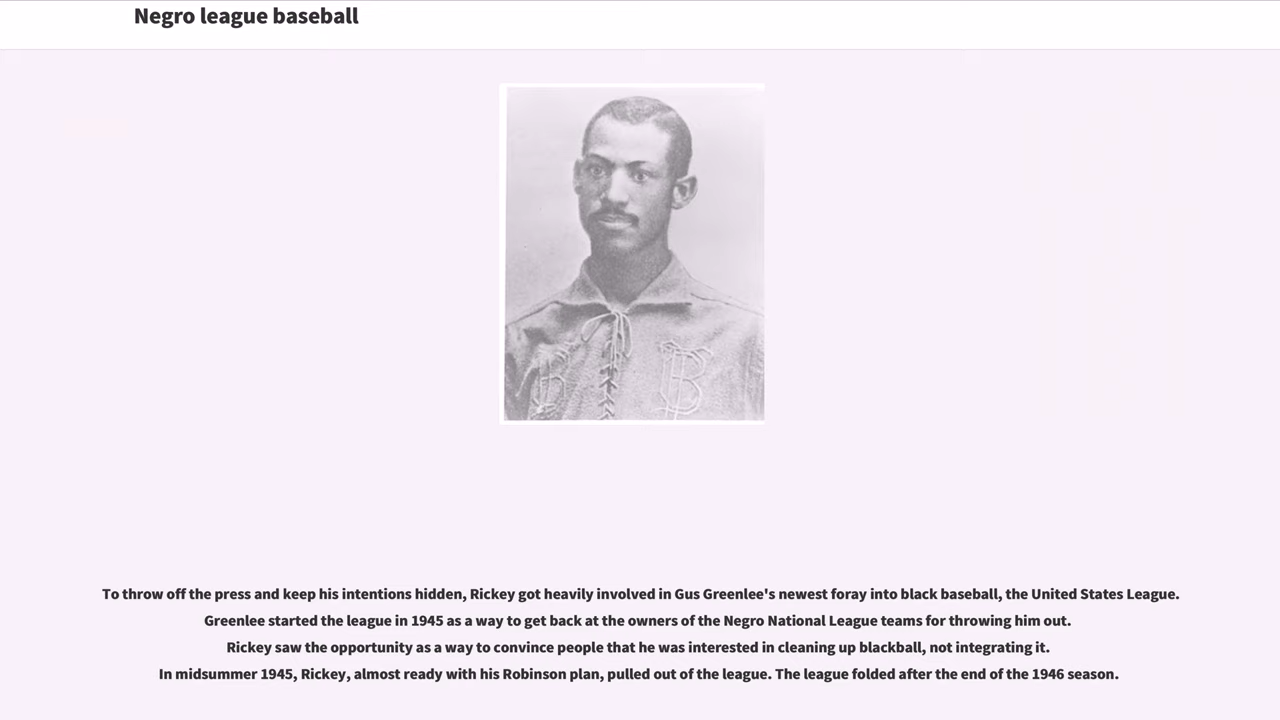 Negro league baseball
B B
To throw off the press and keep his intentions hidden, Rickey got heavily involved in Gus Greenlee's newest foray into black baseball, the United States League.
Greenlee started the league in 1945 as a way to get back at the owners of the Negro National League teams for throwing him out.
Rickey saw the opportunity as a way to convince people that he was interested in cleaning up blackball, not integrating it.
In midsummer 1945, Rickey, almost ready with his Robinson plan, pulled out of the league. The league folded after the end of the 1946 season.